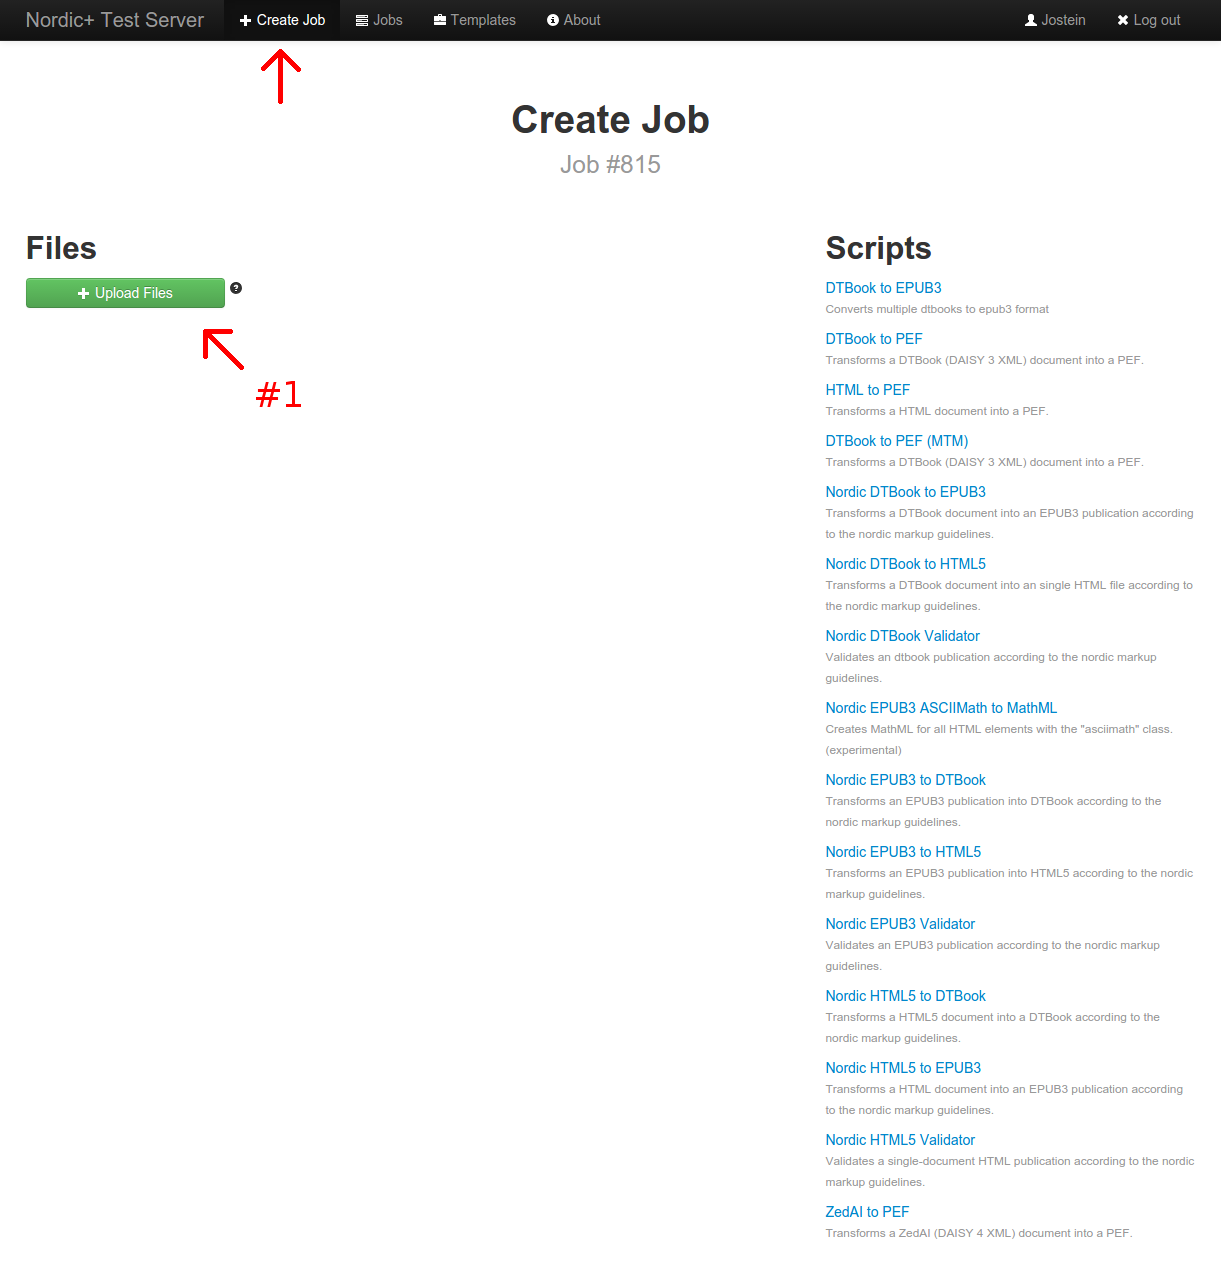 Nordic+ Test Server Create Job Jobs Templates About Jostein Log out
Create Job
Job #815
Files
Upload Files
#1
Scripts
DTBook to EPUB3
Converts multiple dtbooks to epub3 format
DTBook to PEF
Transforms a DTBook (DAISY 3 XML) document into a PEF.
HTML to PEF
Transforms a HTML document into a PEF.
DTBook to PEF (MTM)
Transforms a DTBook (DAISY 3 XML) document into a PEF.
Nordic DTBook to EPUB3
Transforms a DTBook document into an EPUB3 publication according
to the nordic markup guidelines.
Nordic DTBook to HTML5
Transforms a DTBook document into an single HTML file according to
the nordic markup guidelines.
Nordic DTBook Validator
Validates an dtbook publication according to the nordic markup
guidelines.
Nordic EPUB3 ASCIIMath to MathML
Creates MathML for all HTML elements with the "asciimath" class.
(experimental)
Nordic EPUB3 to DTBook
Transforms an EPUB3 publication into DTBook according to the
nordic markup guidelines.
Nordic EPUB3 to HTML5
Transforms an EPUB3 publication into HTML5 according to the nordic
markup guidelines.
Nordic EPUB3 Validator
Validates an EPUB3 publication according to the nordic markup
guidelines.
Nordic HTML5 to DTBook
Transforms a HTML5 document into a DTBook according to the
nordic markup guidelines.
Nordic HTML5 to EPUB3
Transforms a HTML document into an EPUB3 publication according
to the nordic markup guidelines.
Nordic HTML5 Validator
Validates a single-document HTML publication according to the nordic
markup guidelines.
ZedAI to PEF
Transforms a ZedAI (DAISY 4 XML) document into a PEF.